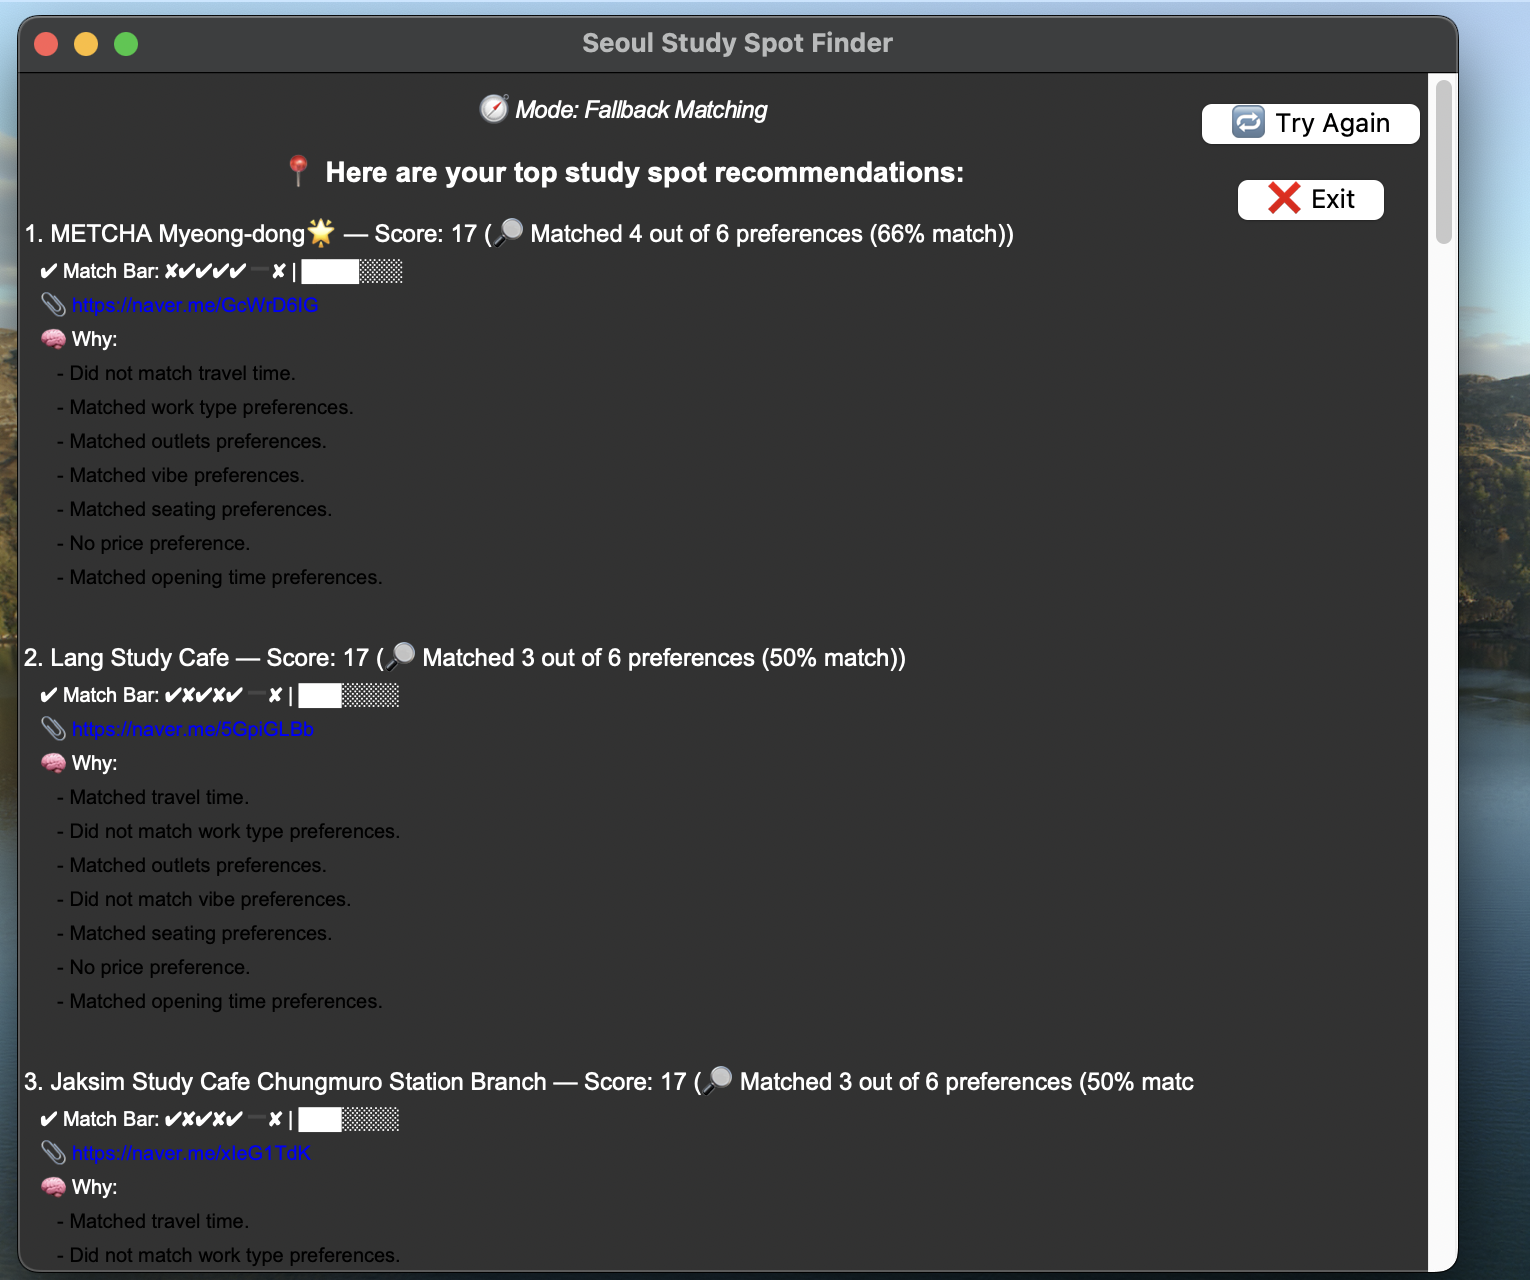 Seoul Study Spot Finder
🧭 Mode: Fallback Matching
🔁 Try Again
📍 Here are your top study spot recommendations:
❌ Exit
1. METCHA Myeong-dong🌟 — Score: 17 (🔎 Matched 4 out of 6 preferences (66% match))
✔ Match Bar: ✘✔✔✔✔➖✘ | ████░░░
📎 https://naver.me/GcWrD6IG
🧠 Why:
- Did not match travel time.
- Matched work type preferences.
- Matched outlets preferences.
- Matched vibe preferences.
- Matched seating preferences.
- No price preference.
- Matched opening time preferences.
2. Lang Study Cafe — Score: 17 (🔎 Matched 3 out of 6 preferences (50% match))
✔ Match Bar: ✔✘✔✘✔➖✘ | ███░░░░
📎 https://naver.me/5GpiGLBb
🧠 Why:
- Matched travel time.
- Did not match work type preferences.
- Matched outlets preferences.
- Did not match vibe preferences.
- Matched seating preferences.
- No price preference.
- Matched opening time preferences.
3. Jaksim Study Cafe Chungmuro Station Branch — Score: 17 (🔎 Matched 3 out of 6 preferences (50% matc
✔ Match Bar: ✔✘✔✘✔➖✘ | ███░░░░
📎 https://naver.me/xIeG1TdK
🧠 Why:
- Matched travel time.
- Did not match work type preferences.